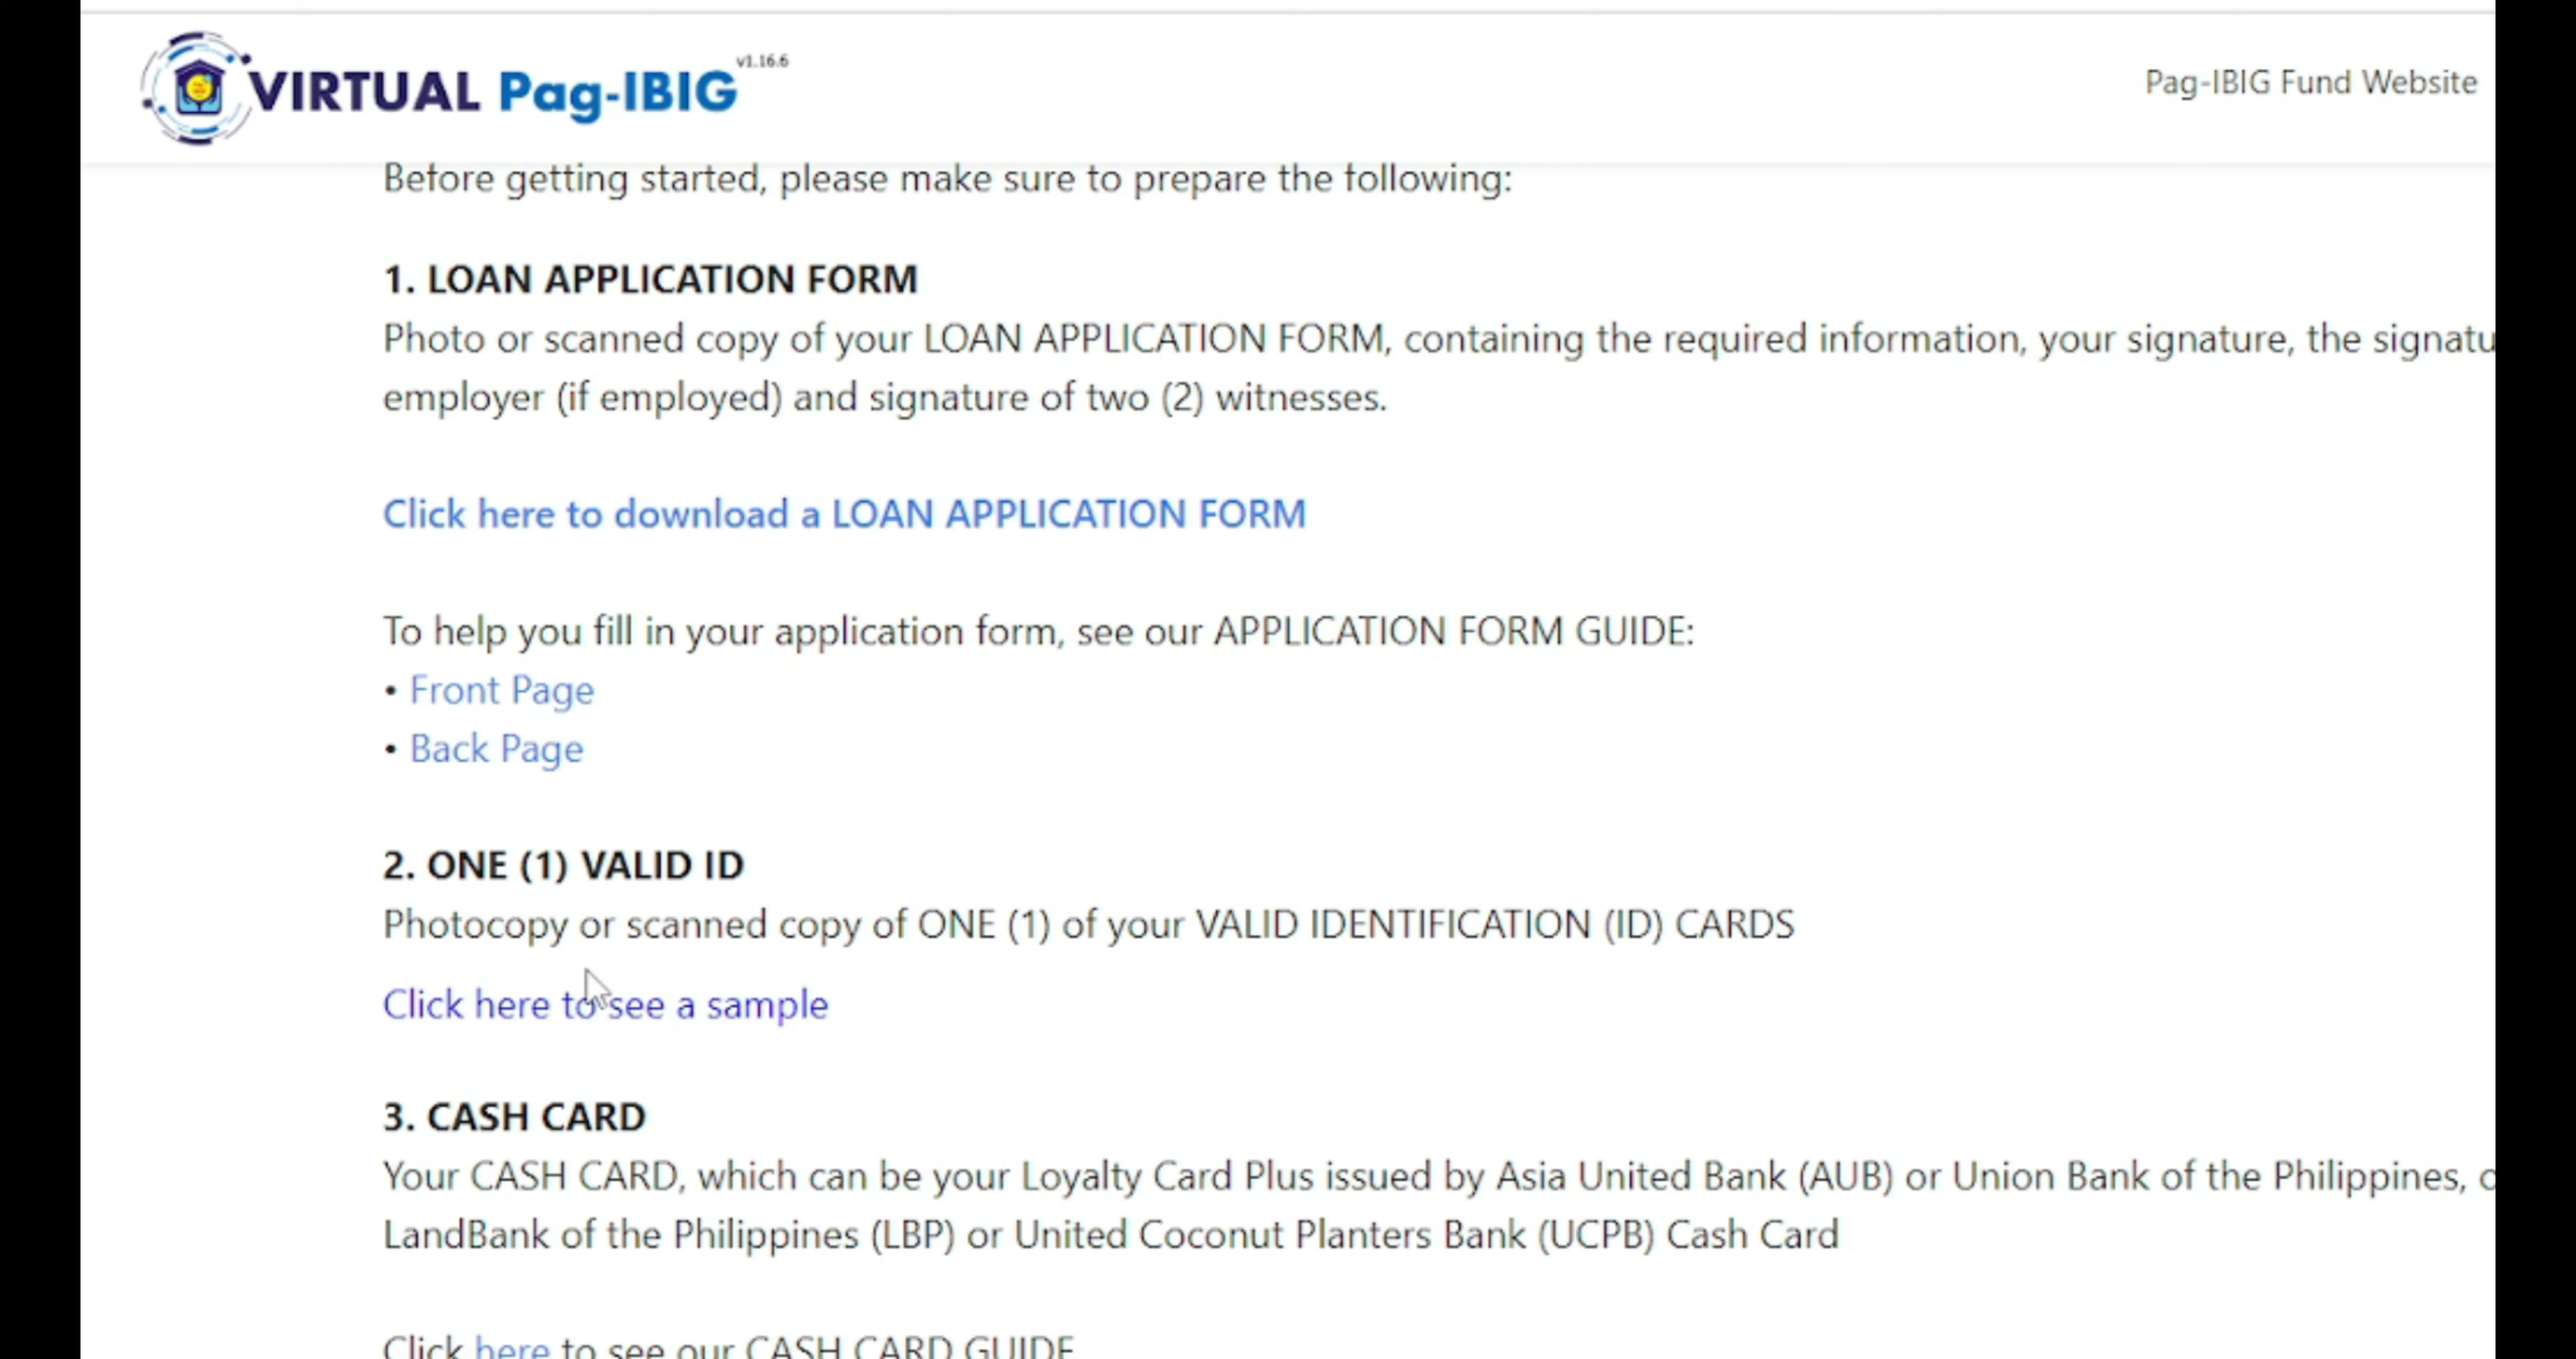 VIRTUAL Pag-IBIG v1.16.6
Pag-IBIG Fund Website
Before getting started, please make sure to prepare the following:
1. LOAN APPLICATION FORM
Photo or scanned copy of your LOAN APPLICATION FORM, containing the required information, your signature, the signatu
employer (if employed) and signature of two (2) witnesses.
Click here to download a LOAN APPLICATION FORM
To help you fill in your application form, see our APPLICATION FORM GUIDE:
• Front Page
• Back Page
2. ONE (1) VALID ID
Photocopy or scanned copy of ONE (1) of your VALID IDENTIFICATION (ID) CARDS
Click here to see a sample
3. CASH CARD
Your CASH CARD, which can be your Loyalty Card Plus issued by Asia United Bank (AUB) or Union Bank of the Philippines,
LandBank of the Philippines (LBP) or United Coconut Planters Bank (UCPB) Cash Card
Click here to see our CASH CARD GUIDE